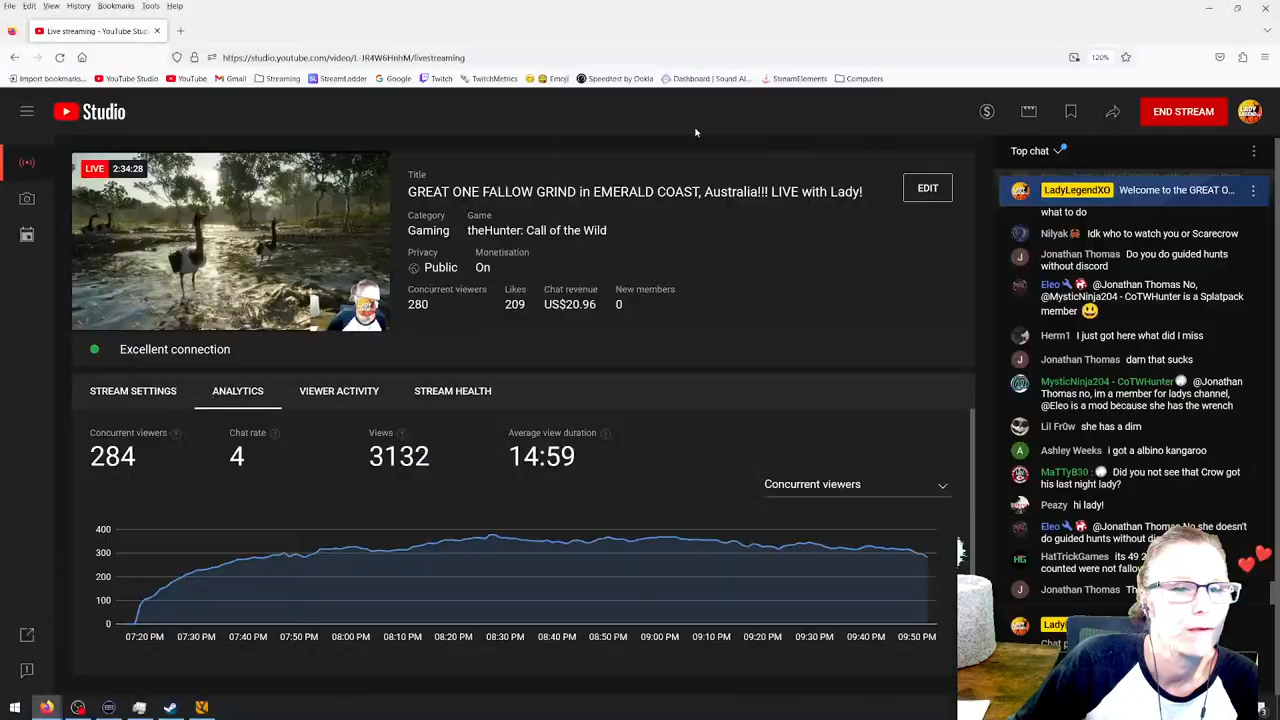 File Edit View History Bookmarks Tools Help
Live streaming - YouTube Studio
https://studio.youtube.com/video/L-JR4W6HnhM/livestreaming
120%
Import bookmarks... YouTube Studio YouTube Gmail Streaming StreamLadder Google Twitch TwitchMetrics Emoji Speedtest by Ookla Dashboard | Sound Al... StreamElements Computers
Studio
END STREAM
LIVE 2:34:28
Title
GREAT ONE FALLOW GRIND in EMERALD COAST, Australia!!! LIVE with Lady!
EDIT
Category Game
Gaming theHunter: Call of the Wild
Privacy Monetisation
Public On
Concurrent viewers Likes Chat revenue New members
280 209 US$20.96 0
Excellent connection
STREAM SETTINGS ANALYTICS VIEWER ACTIVITY STREAM HEALTH
Concurrent viewers Chat rate Views Average view duration
284 4 3132 14:59
Concurrent viewers
400
300
200
100
0
07:20 PM 07:30 PM 07:40 PM 07:50 PM 08:00 PM 08:10 PM 08:20 PM 08:30 PM 08:40 PM 08:50 PM 09:00 PM 09:10 PM 09:20 PM 09:30 PM 09:40 PM 09:50 PM
Top chat
LadyLegendXO Welcome to the GREAT O...
what to do
Nilyak Idk who to watch you or Scarecrow
Jonathan Thomas Do you do guided hunts
without discord
Eleo @Jonathan Thomas No,
@MysticNinja204 - CoTWHunter is a Splatpack
member
Herm1 I just got here what did I miss
Jonathan Thomas darn that sucks
MysticNinja204 - CoTWHunter @Jonathan
Thomas no, im a member for ladys channel,
@Eleo is a mod because she has the wrench
Lil Fr0w she has a dim
Ashley Weeks i got a albino kangaroo
MaTTyB30 : Did you not see that Crow got
his last night lady?
Peazy hi lady!
Eleo @Jonathan Thomas No she doesn't
do guided hunts without
HatTrickGames its 49
counted were not
Jonathan Thomas
Lady
Chat
3